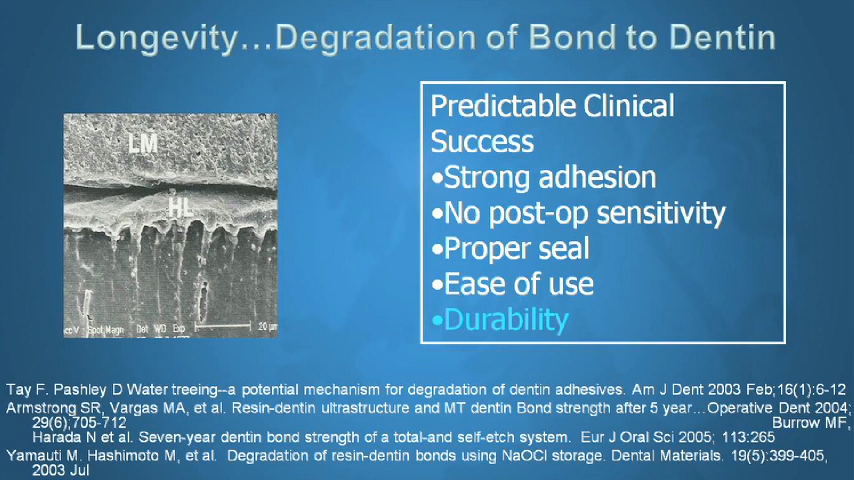 Longevity...Degradation of Bond to Dentin
LM
HL
Acc.V Spot Magn Det WD Exp
20 µm
Predictable Clinical
Success
•Strong adhesion
•No post-op sensitivity
•Proper seal
•Ease of use
•Durability
Tay F. Pashley D Water treeing--a potential mechanism for degradation of dentin adhesives. Am J Dent 2003 Feb;16(1):6-12
Armstrong SR, Vargas MA, et al. Resin-dentin ultrastructure and MT dentin Bond strength after 5 year...Operative Dent 2004;
29(6);705-712 Burrow MF,
Harada N et al. Seven-year dentin bond strength of a total-and self-etch system. Eur J Oral Sci 2005; 113:265
Yamauti M. Hashimoto M, et al. Degradation of resin-dentin bonds using NaOCl storage. Dental Materials. 19(5):399-405,
2003 Jul